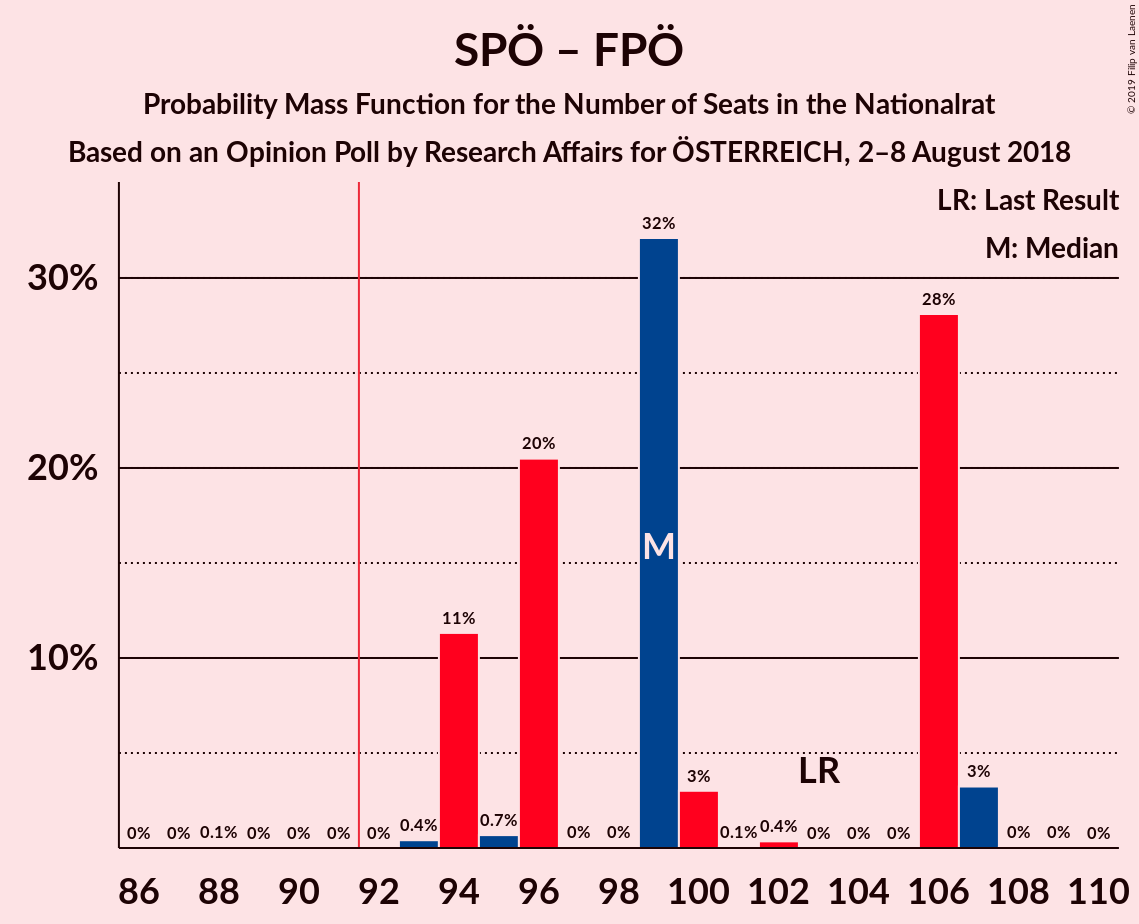 SPÖ – FPÖ
Probability Mass Function for the Number of Seats in the Nationalrat
Based on an Opinion Poll by Research Affairs for ÖSTERREICH, 2–8 August 2018
© 2019 Filip van Laenen
LR: Last Result
M: Median
30%
20%
10%
0% 0% 0.1% 0% 0% 0% 0% 0.4% 11% 0.7% 20% 0% 0% 32% 3% 0.1% 0.4% 0% 0% 0% 28% 3% 0% 0% 0%
M
LR
86 88 90 92 94 96 98 100 102 104 106 108 110